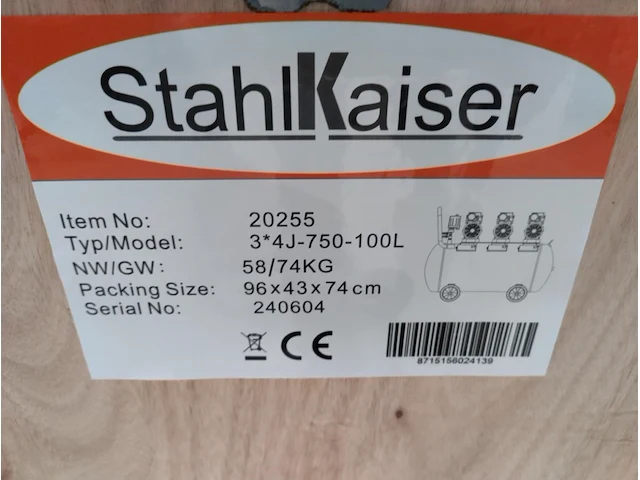 StahlKaiser
Item No: 20255
Typ/Model: 3*4J-750-100L
NW/GW: 58/74KG
Packing Size: 96x43x74cm
Serial No: 240604
CE
8715156024139